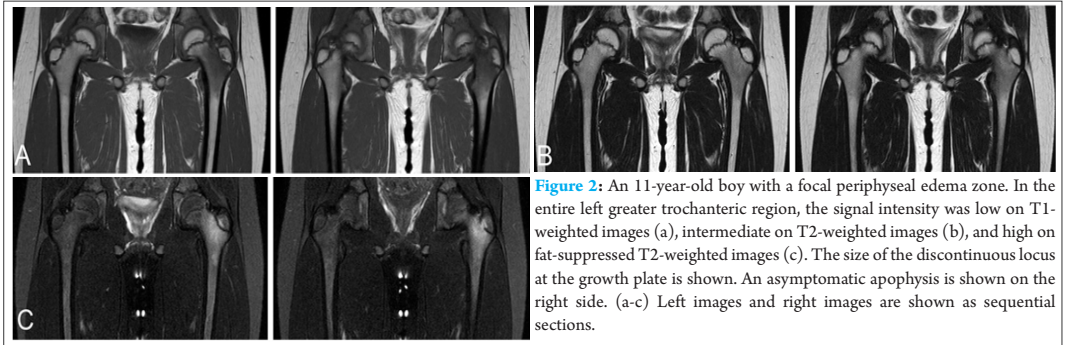 A
B
C
Figure 2: An 11-year-old boy with a focal periphyseal edema zone. In the
entire left greater trochanteric region, the signal intensity was low on T1-
weighted images (a), intermediate on T2-weighted images (b), and high on
fat-suppressed T2-weighted images (c). The size of the discontinuous locus
at the growth plate is shown. An asymptomatic apophysis is shown on the
right side. (a-c) Left images and right images are shown as sequential
sections.